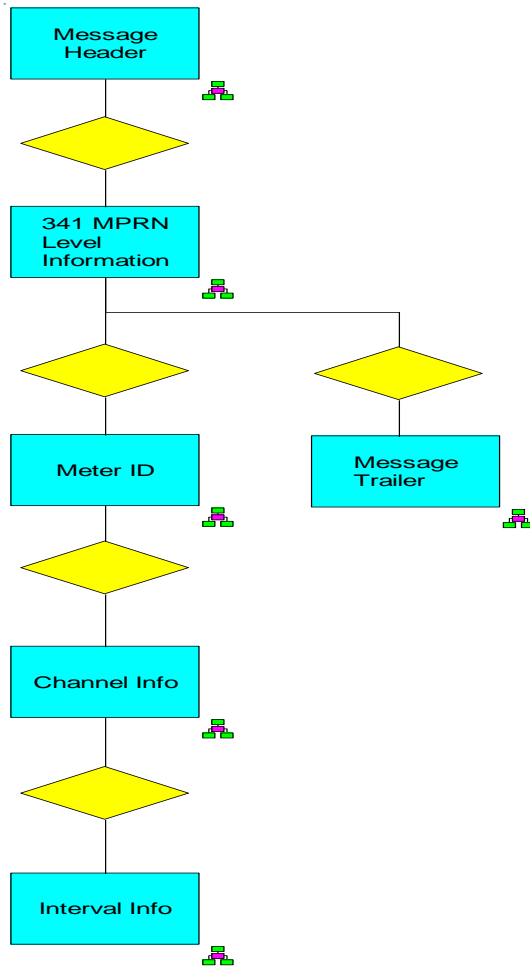 Message
Header
341 MPRN
Level
Information
Meter ID
Message
Trailer
Channel Info
Interval Info